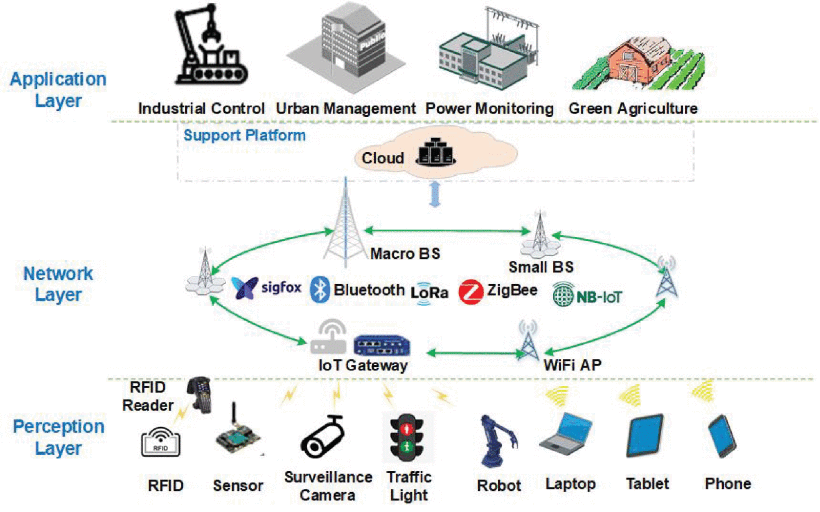 Application
Layer
Public
Industrial Control
Urban Management
Power Monitoring
Green Agriculture
Support Platform
Cloud
Macro BS
Small BS
Network
Layer
sigfox
Bluetooth
LoRa
ZigBee
NB-IoT
IoT Gateway
WiFi AP
RFID
Reader
Perception
Layer
RFID
RFID
Sensor
Surveillance
Camera
Traffic
Light
Robot
Laptop
Tablet
Phone